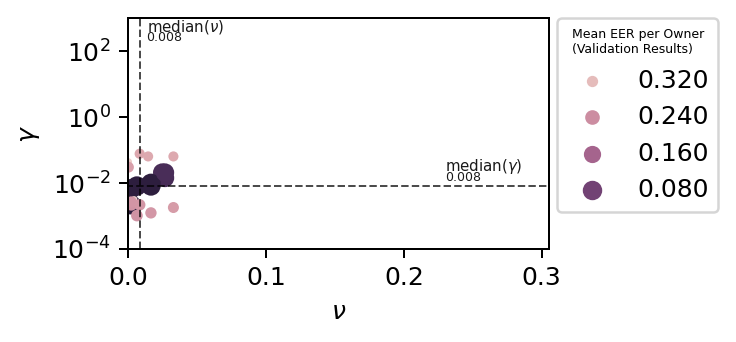 10²
10⁰
10⁻²
10⁻⁴
γ
median(ν)
0.008
median(γ)
0.008
0.0 0.1 0.2 0.3
ν
Mean EER per Owner
(Validation Results)
0.320
0.240
0.160
0.080